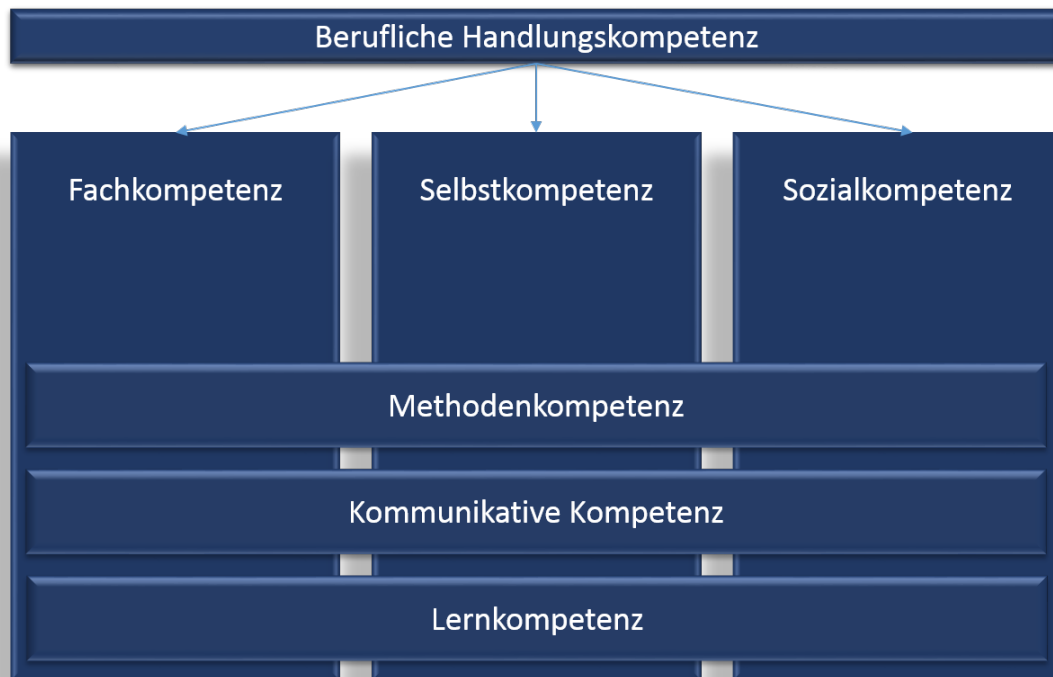 Berufliche Handlungskompetenz
Fachkompetenz
Selbstkompetenz
Sozialkompetenz
Methodenkompetenz
Kommunikative Kompetenz
Lernkompetenz